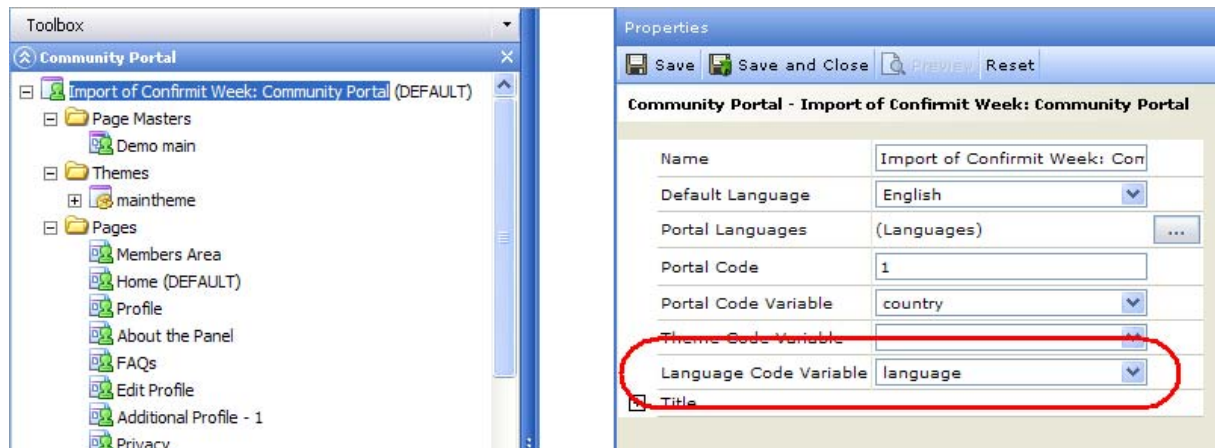 Toolbox
Community Portal
Import of Confirmit Week: Community Portal (DEFAULT)
Page Masters
Demo main
Themes
maintheme
Pages
Members Area
Home (DEFAULT)
Profile
About the Panel
FAQs
Edit Profile
Additional Profile - 1
Privacy
Properties
Save Save and Close Preview Reset
Community Portal - Import of Confirmit Week: Community Portal
Name Import of Confirmit Week: Com
Default Language English
Portal Languages (Languages) ...
Portal Code 1
Portal Code Variable country
Theme Code Variable
Language Code Variable language
Title